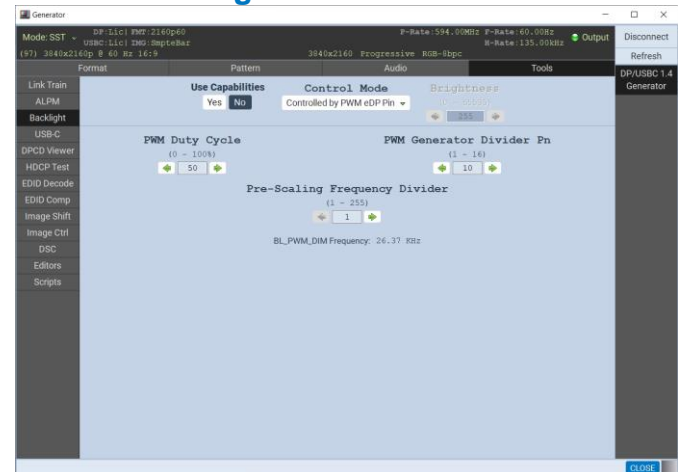 Generator
Mode: SST
DP:Lic| FMT:2160p60
USBC:Lic| IMG:SmpteBar
(97) 3840x2160p @ 60 Hz 16:9
P-Rate:594.00MHz F-Rate:60.00Hz
H-Rate:135.00kHz
3840x2160 Progressive RGB-8bpc
Output
Disconnect
Refresh
DP/USBC 1.4
Generator
Format
Pattern
Audio
Tools
Link Train
ALPM
Backlight
USB-C
DPCD Viewer
HDCP Test
EDID Decode
EDID Comp
Image Shift
Image Ctrl
DSC
Editors
Scripts
Use Capabilities
Yes No
Control Mode
Controlled by PWM eDP Pin
Brightness
255
PWM Duty Cycle
(0 - 100%)
50
PWM Generator Divider Pn
(1 - 16)
10
Pre-Scaling Frequency Divider
(1 - 255)
1
BL_PWM_DIM Frequency: 26.37 KHz
CLOSE